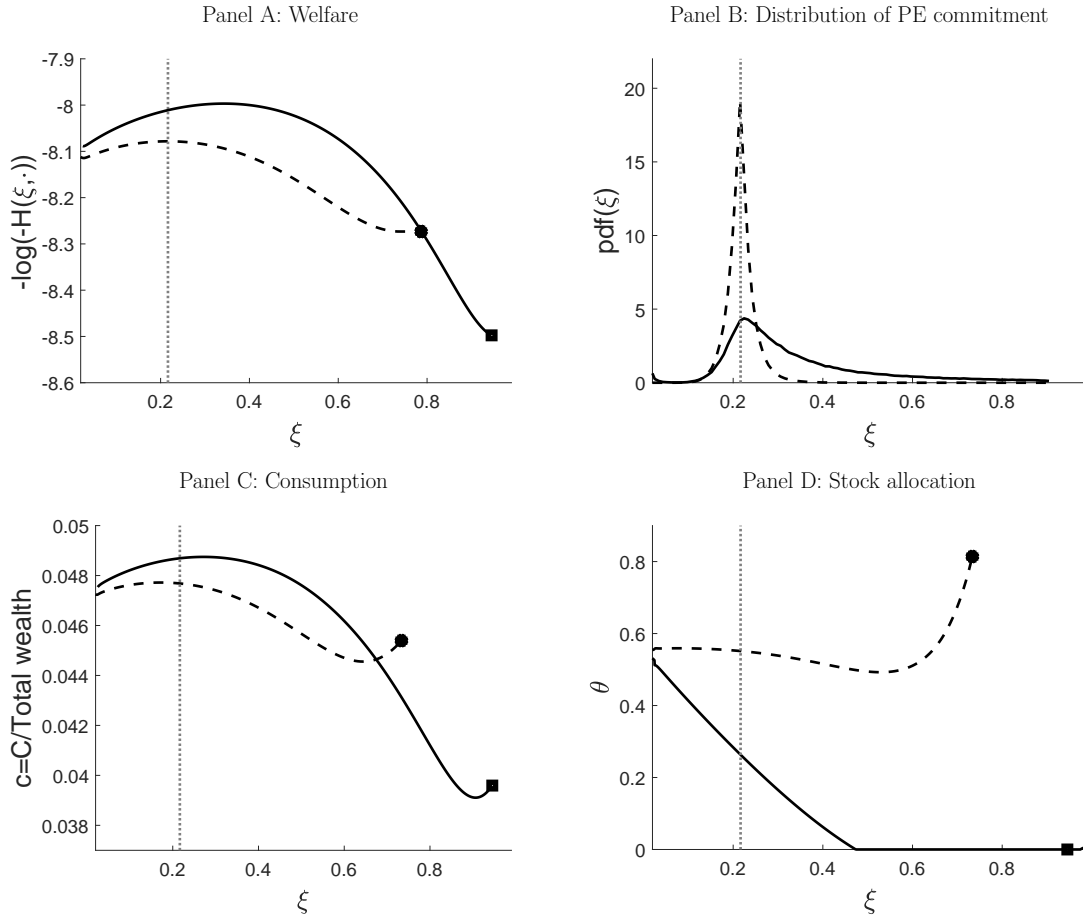 Panel A: Welfare
-7.9
-8
-8.1
-8.2
-8.3
-8.4
-8.5
-8.6
0.2 0.4 0.6 0.8
-log(-H(ξ,·))
ξ
Panel B: Distribution of PE commitment
20
15
10
5
0
0.2 0.4 0.6 0.8
pdf(ξ)
ξ
Panel C: Consumption
0.05
0.048
0.046
0.044
0.042
0.04
0.038
0.2 0.4 0.6 0.8
c=C/Total wealth
ξ
Panel D: Stock allocation
0.8
0.6
0.4
0.2
0
0.2 0.4 0.6 0.8
θ
ξ